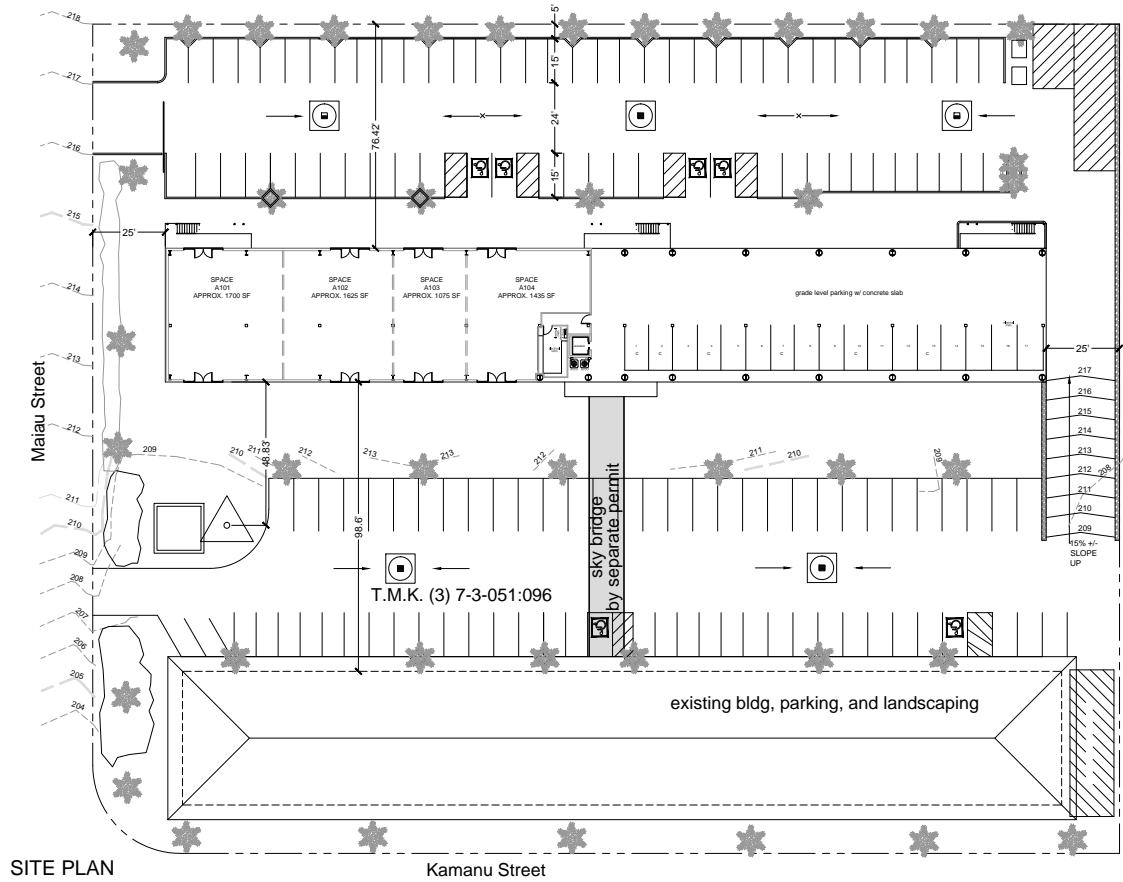 218
5'
217
15'
24'
76.42'
216
15'
215
25'
SPACE
A101
APPROX. 1700 SF
SPACE
A102
APPROX. 1625 SF
SPACE
A103
APPROX. 1075 SF
SPACE
A104
APPROX. 1435 SF
grade level parking w/ concrete slab
214
213
25'
Maiau Street
212
217
216
215
214
213
212
211
210
209
15% +/-
SLOPE
UP
209
210
211
212
213
213
212
211
210
209
208
48.83'
98.6'
211
210
209
208
207
206
205
204
sky bridge
by separate permit
T.M.K. (3) 7-3-051:096
existing bldg, parking, and landscaping
SITE PLAN
Kamanu Street